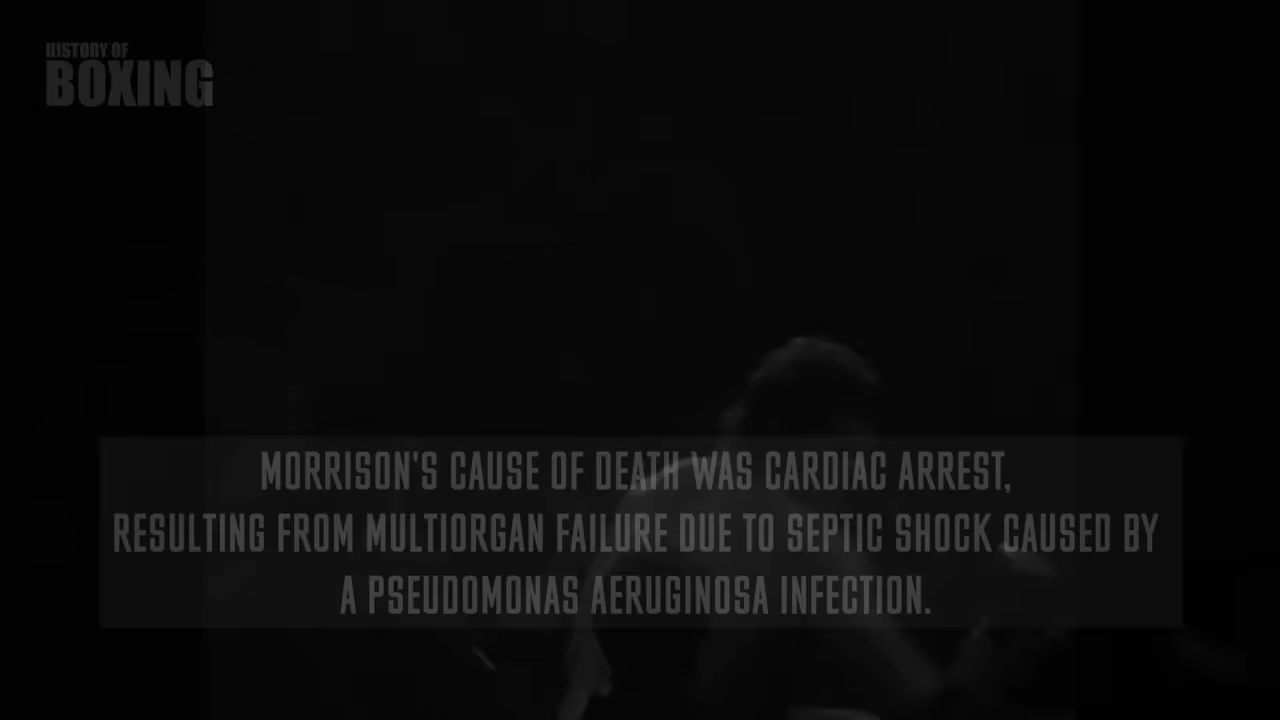 HISTORY OF
BOXING
MORRISON'S CAUSE OF DEATH WAS CARDIAC ARREST,
RESULTING FROM MULTIORGAN FAILURE DUE TO SEPTIC SHOCK CAUSED BY
A PSEUDOMONAS AERUGINOSA INFECTION.